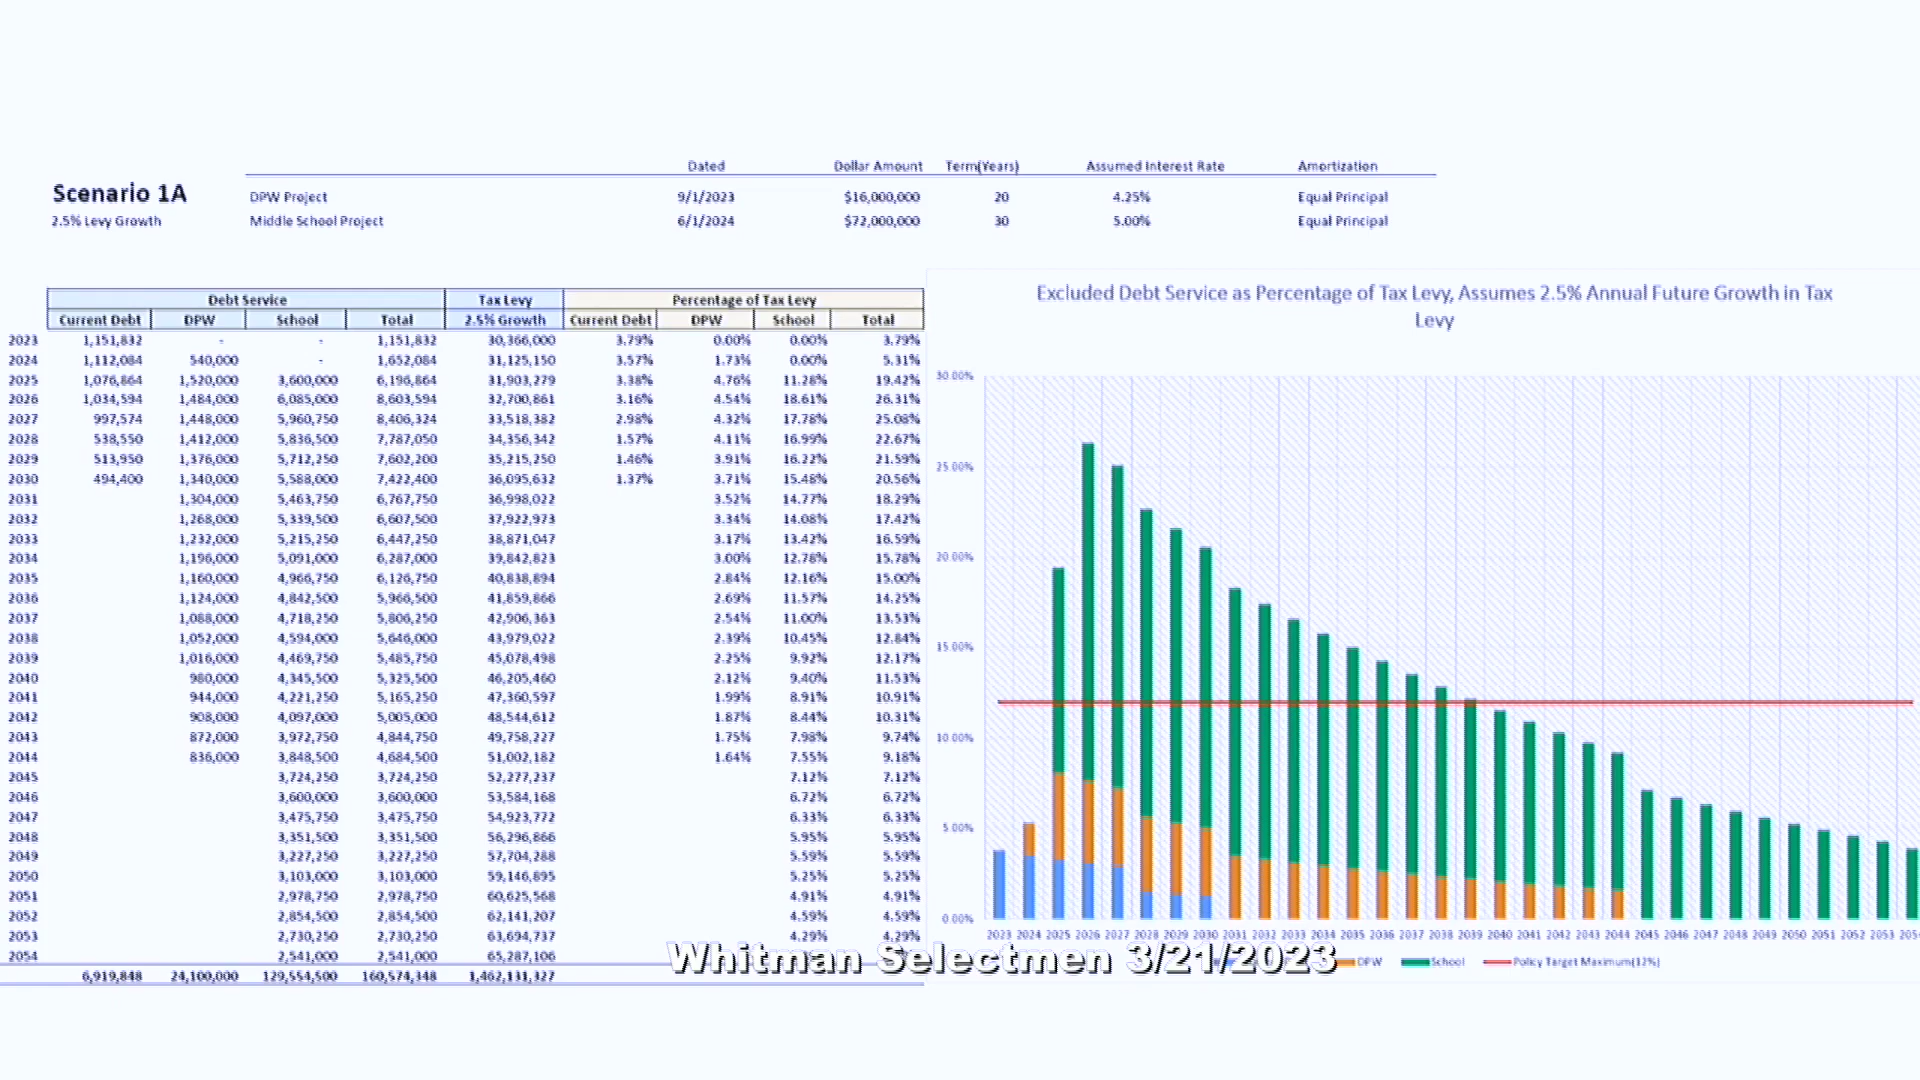 Dated Dollar Amount Term(Years) Assumed Interest Rate Amortization
Scenario 1A DPW Project 9/1/2023 $16,000,000 20 4.25% Equal Principal
2.5% Levy Growth Middle School Project 6/1/2024 $72,000,000 30 5.00% Equal Principal
Debt Service Tax Levy Percentage of Tax Levy
Current Debt DPW School Total 2.5% Growth Current Debt DPW School Total
2023 1,151,832 - - 1,151,832 30,366,000 3.79% 0.00% 0.00% 3.79%
2024 1,112,084 540,000 - 1,652,084 31,125,150 3.57% 1.73% 0.00% 5.31%
2025 1,076,864 1,520,000 3,600,000 6,196,864 31,903,279 3.38% 4.76% 11.28% 19.42%
2026 1,034,594 1,484,000 6,085,000 8,603,594 32,700,861 3.16% 4.54% 18.61% 26.31%
2027 997,574 1,448,000 5,960,750 8,406,324 33,518,382 2.98% 4.32% 17.78% 25.08%
2028 538,550 1,412,000 5,836,500 7,787,050 34,356,342 1.57% 4.11% 16.99% 22.67%
2029 513,950 1,376,000 5,712,250 7,602,200 35,215,250 1.46% 3.91% 16.22% 21.59%
2030 494,400 1,340,000 5,588,000 7,422,400 36,095,632 1.37% 3.71% 15.48% 20.56%
2031 1,304,000 5,463,750 6,767,750 36,998,022 3.52% 14.77% 18.29%
2032 1,268,000 5,339,500 6,607,500 37,922,973 3.34% 14.08% 17.42%
2033 1,232,000 5,215,250 6,447,250 38,871,047 3.17% 13.42% 16.59%
2034 1,196,000 5,091,000 6,287,000 39,842,823 3.00% 12.78% 15.78%
2035 1,160,000 4,966,750 6,126,750 40,838,894 2.84% 12.16% 15.00%
2036 1,124,000 4,842,500 5,966,500 41,859,866 2.69% 11.57% 14.25%
2037 1,088,000 4,718,250 5,806,250 42,906,363 2.54% 11.00% 13.53%
2038 1,052,000 4,594,000 5,646,000 43,979,022 2.39% 10.45% 12.84%
2039 1,016,000 4,469,750 5,485,750 45,078,498 2.25% 9.92% 12.17%
2040 980,000 4,345,500 5,325,500 46,205,460 2.12% 9.40% 11.53%
2041 944,000 4,221,250 5,165,250 47,360,597 1.99% 8.91% 10.91%
2042 908,000 4,097,000 5,005,000 48,544,612 1.87% 8.44% 10.31%
2043 872,000 3,972,750 4,844,750 49,758,227 1.75% 7.98% 9.74%
2044 836,000 3,848,500 4,684,500 51,002,182 1.64% 7.55% 9.18%
2045 3,724,250 3,724,250 52,277,237 7.12% 7.12%
2046 3,600,000 3,600,000 53,584,168 6.72% 6.72%
2047 3,475,750 3,475,750 54,923,772 6.33% 6.33%
2048 3,351,500 3,351,500 56,296,866 5.95% 5.95%
2049 3,227,250 3,227,250 57,704,288 5.59% 5.59%
2050 3,103,000 3,103,000 59,146,895 5.25% 5.25%
2051 2,978,750 2,978,750 60,625,568 4.91% 4.91%
2052 2,854,500 2,854,500 62,141,207 4.59% 4.59%
2053 2,730,250 2,730,250 63,694,737 4.29% 4.29%
2054 2,541,000 2,541,000 65,287,106
6,919,848 24,100,000 129,554,500 160,574,348 1,462,131,327
Excluded Debt Service as Percentage of Tax Levy, Assumes 2.5% Annual Future Growth in Tax
Levy
30.00%
25.00%
20.00%
15.00%
10.00%
5.00%
0.00%
2023 2024 2025 2026 2027 2028 2029 2030 2031 2032 2033 2034 2035 2036 2037 2038 2039 2040 2041 2042 2043 2044 2045 2046 2047 2048 2049 2050 2051 2052 2053
DPW School Policy Target Maximum(12%)
Whitman Selectmen 3/21/2023